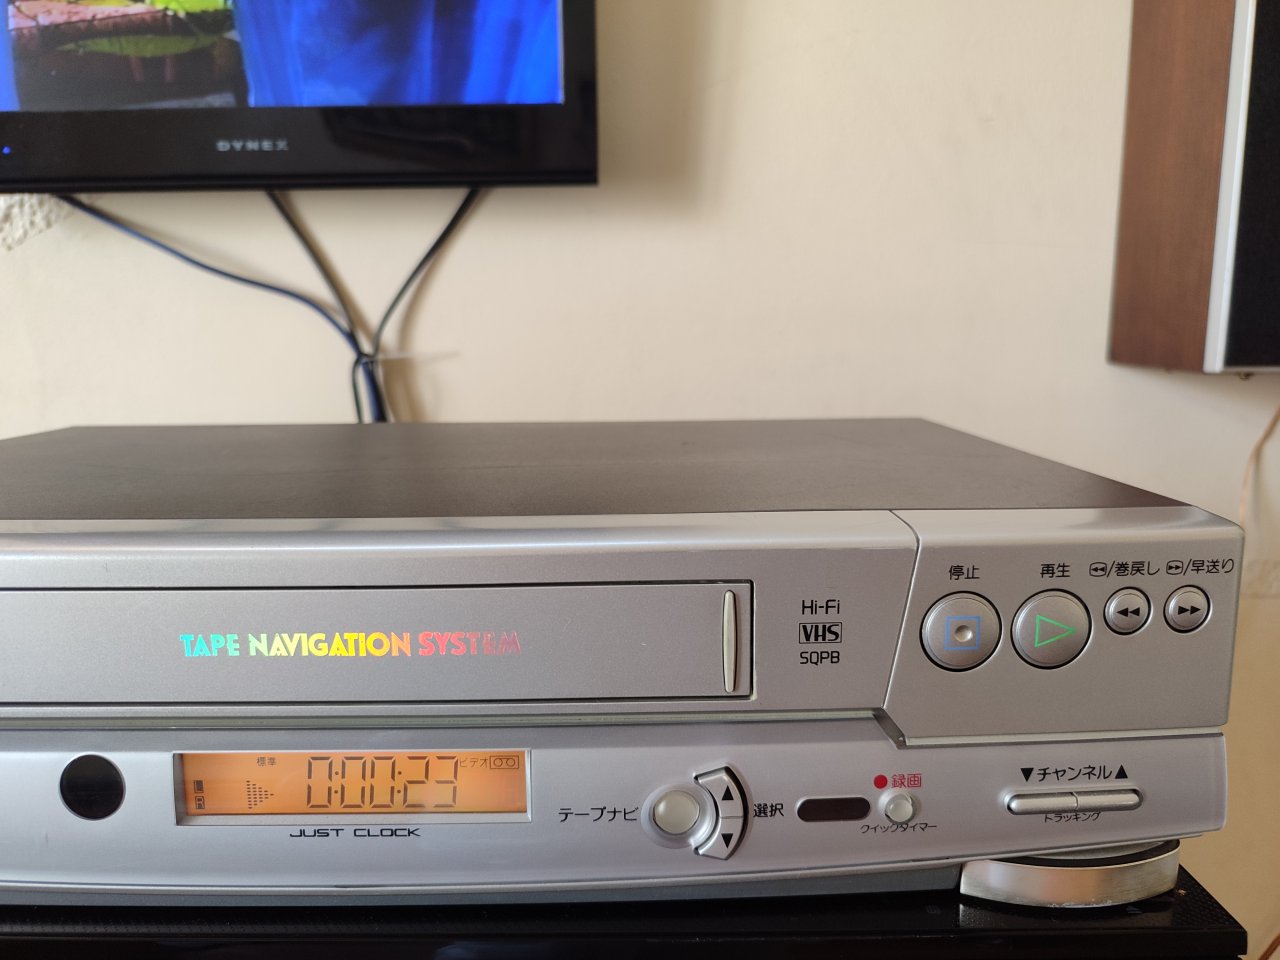 DYNEX
停止
再生
/巻戻し
/早送り
Hi-Fi
VHS
SQPB
TAPE NAVIGATION SYSTEM
標準
ビデオ
0:00:23
JUST CLOCK
テープナビ
選択
録画
クイックタイマー
▼チャンネル▲
トラッキング